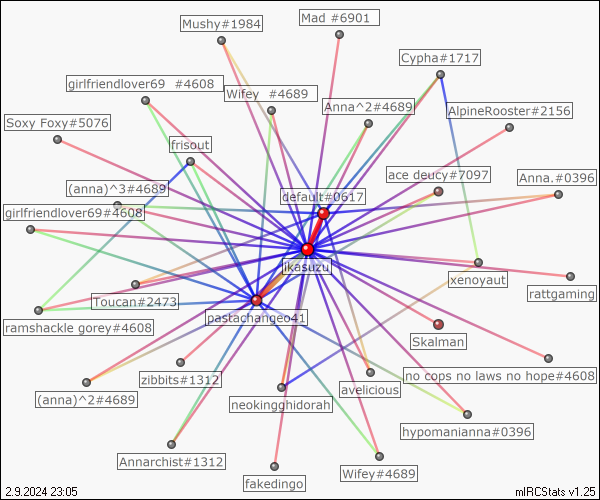 Mushy#1984
Mad #6901
Cypha#1717
girlfriendlover69 #4608
Wifey #4689
Anna^2#4689
AlpineRooster#2156
Soxy Foxy#5076
frisout
(anna)^3#4689
default#0617
ace deucy#7097
Anna.#0396
girlfriendlover69#4608
ikasuzu
xenoyaut
rattgaming
Toucan#2473
pastachangeo41
ramshackle gorey#4608
Skalman
zibbits#1312
(anna)^2#4689
neokingghidorah
avelicious
no cops no laws no hope#4608
hypomanianna#0396
Annarchist#1312
fakedingo
Wifey#4689
2.9.2024 23:05
mIRCStats v1.25